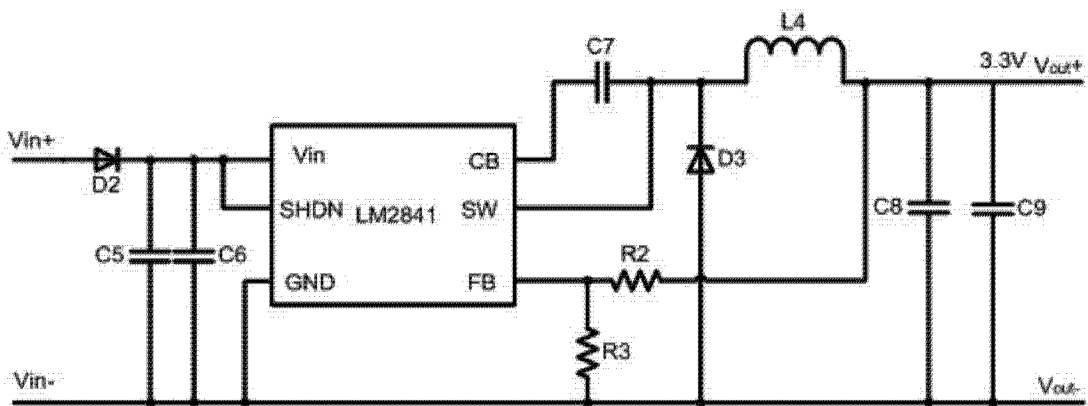 L4
C7
3.3V Vout+
Vin+
D2
Vin
CB
D3
SHDN
LM2841
SW
C5
C6
C8
C9
GND
FB
R2
R3
Vin-
Vout-